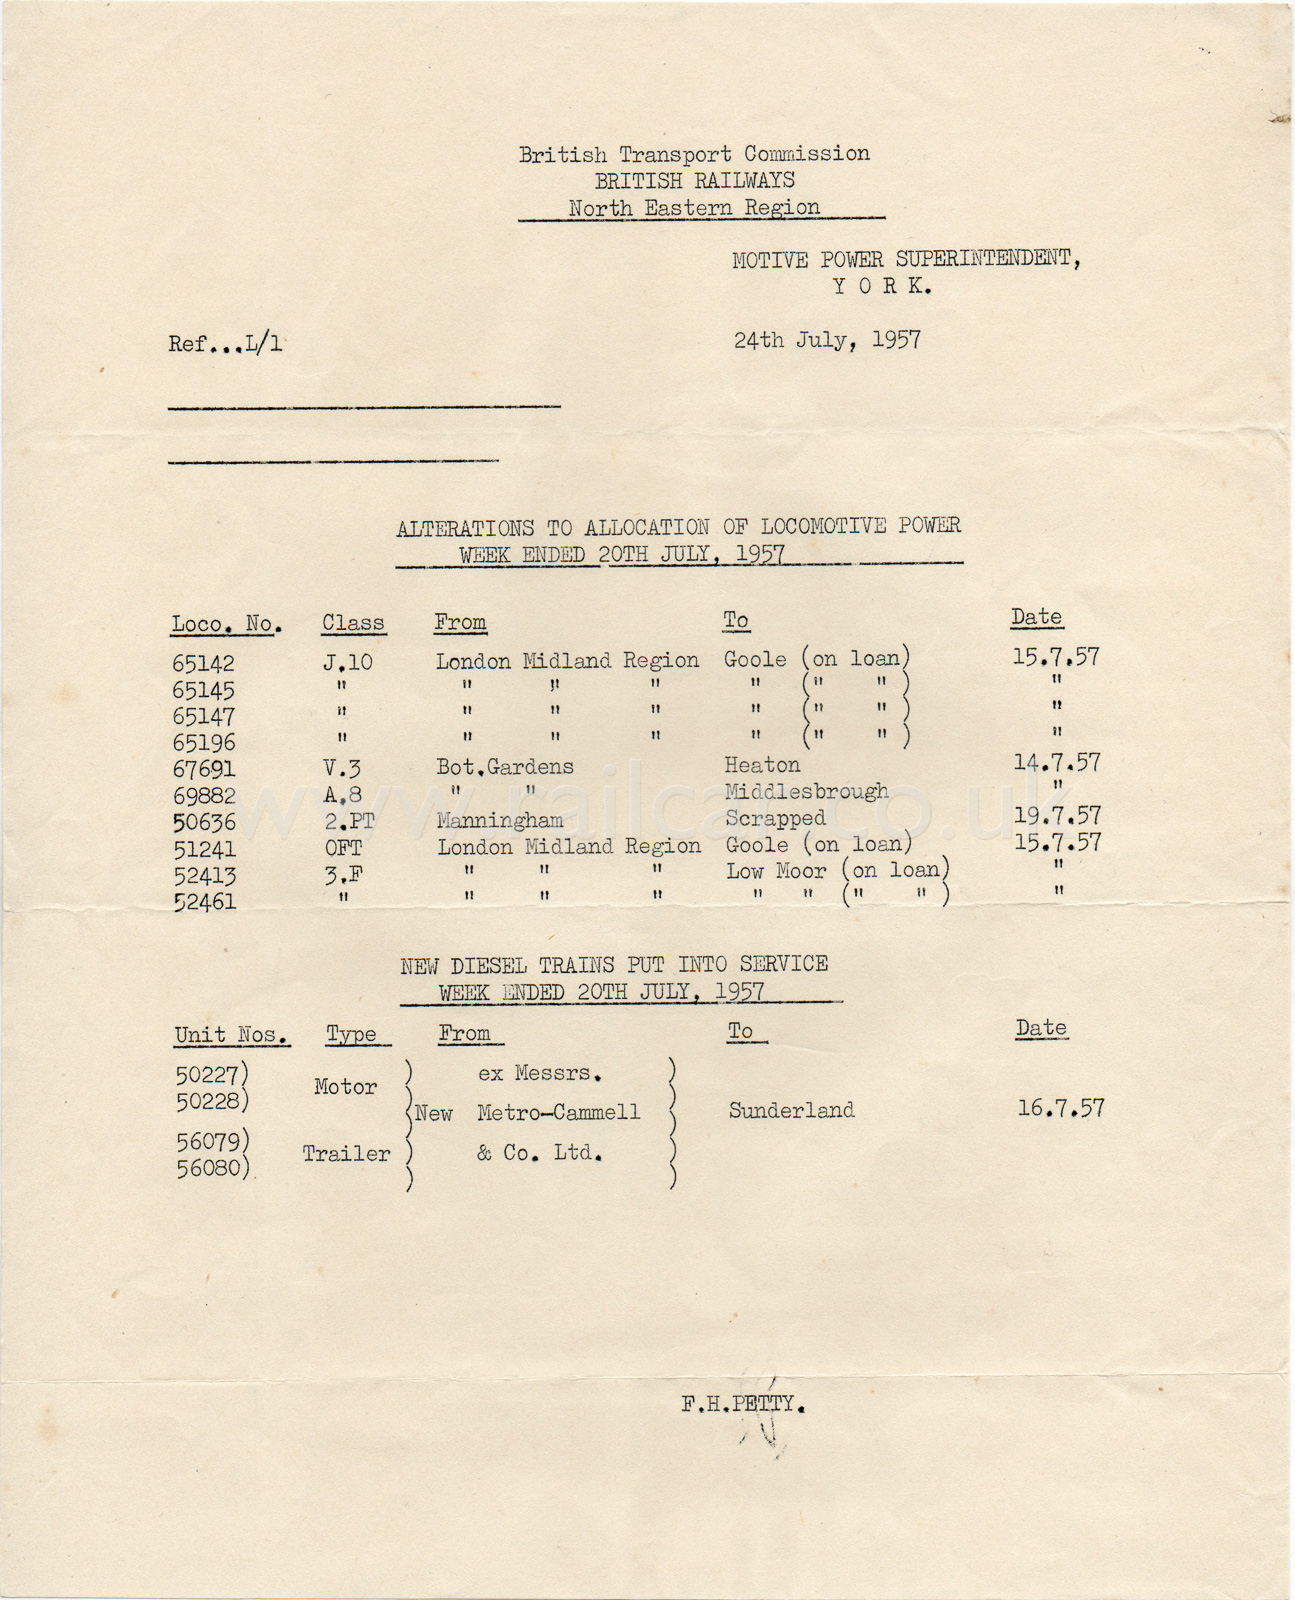 British Transport Commission
BRITISH RAILWAYS
North Eastern Region
MOTIVE POWER SUPERINTENDENT,
Y O R K.
Ref...L/1 24th July, 1957
ALTERATIONS TO ALLOCATION OF LOCOMOTIVE POWER
WEEK ENDED 20TH JULY, 1957
Loco. No. Class From To Date
65142 J.10 London Midland Region Goole (on loan) 15.7.57
65145 " " " " " (" ") "
65147 " " " " " (" ") "
65196 " " " " " (" ") "
67691 V.3 Bot.Gardens Heaton 14.7.57
69882 A.8 " " Middlesbrough "
50636 2.PT Manningham Scrapped 19.7.57
51241 OFT London Midland Region Goole (on loan) 15.7.57
52413 3.F " " " Low Moor (on loan) "
52461 " " " " " " (" ") "
www.railcar.co.uk
NEW DIESEL TRAINS PUT INTO SERVICE
WEEK ENDED 20TH JULY, 1957
Unit Nos. Type From To Date
50227) Motor ) ex Messrs. )
50228)
(New Metro-Cammell Sunderland 16.7.57
56079) Trailer ) & Co. Ltd. )
56080)
F.H.PETTY.